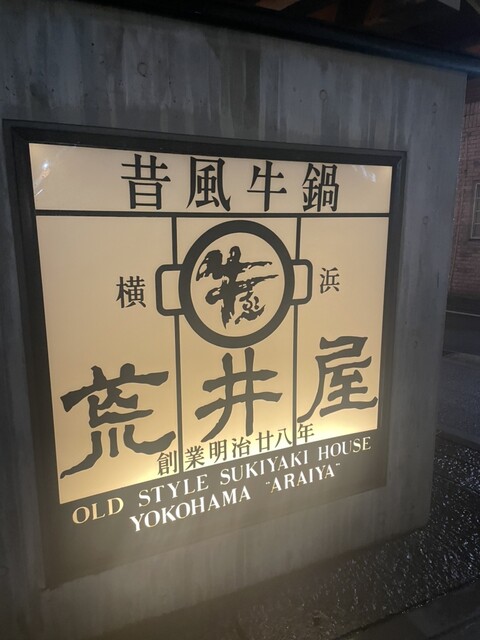 昔風牛鍋
横浜
荒井屋
創業明治廿八年
OLD STYLE SUKIYAKI HOUSE
YOKOHAMA "ARAIYA"